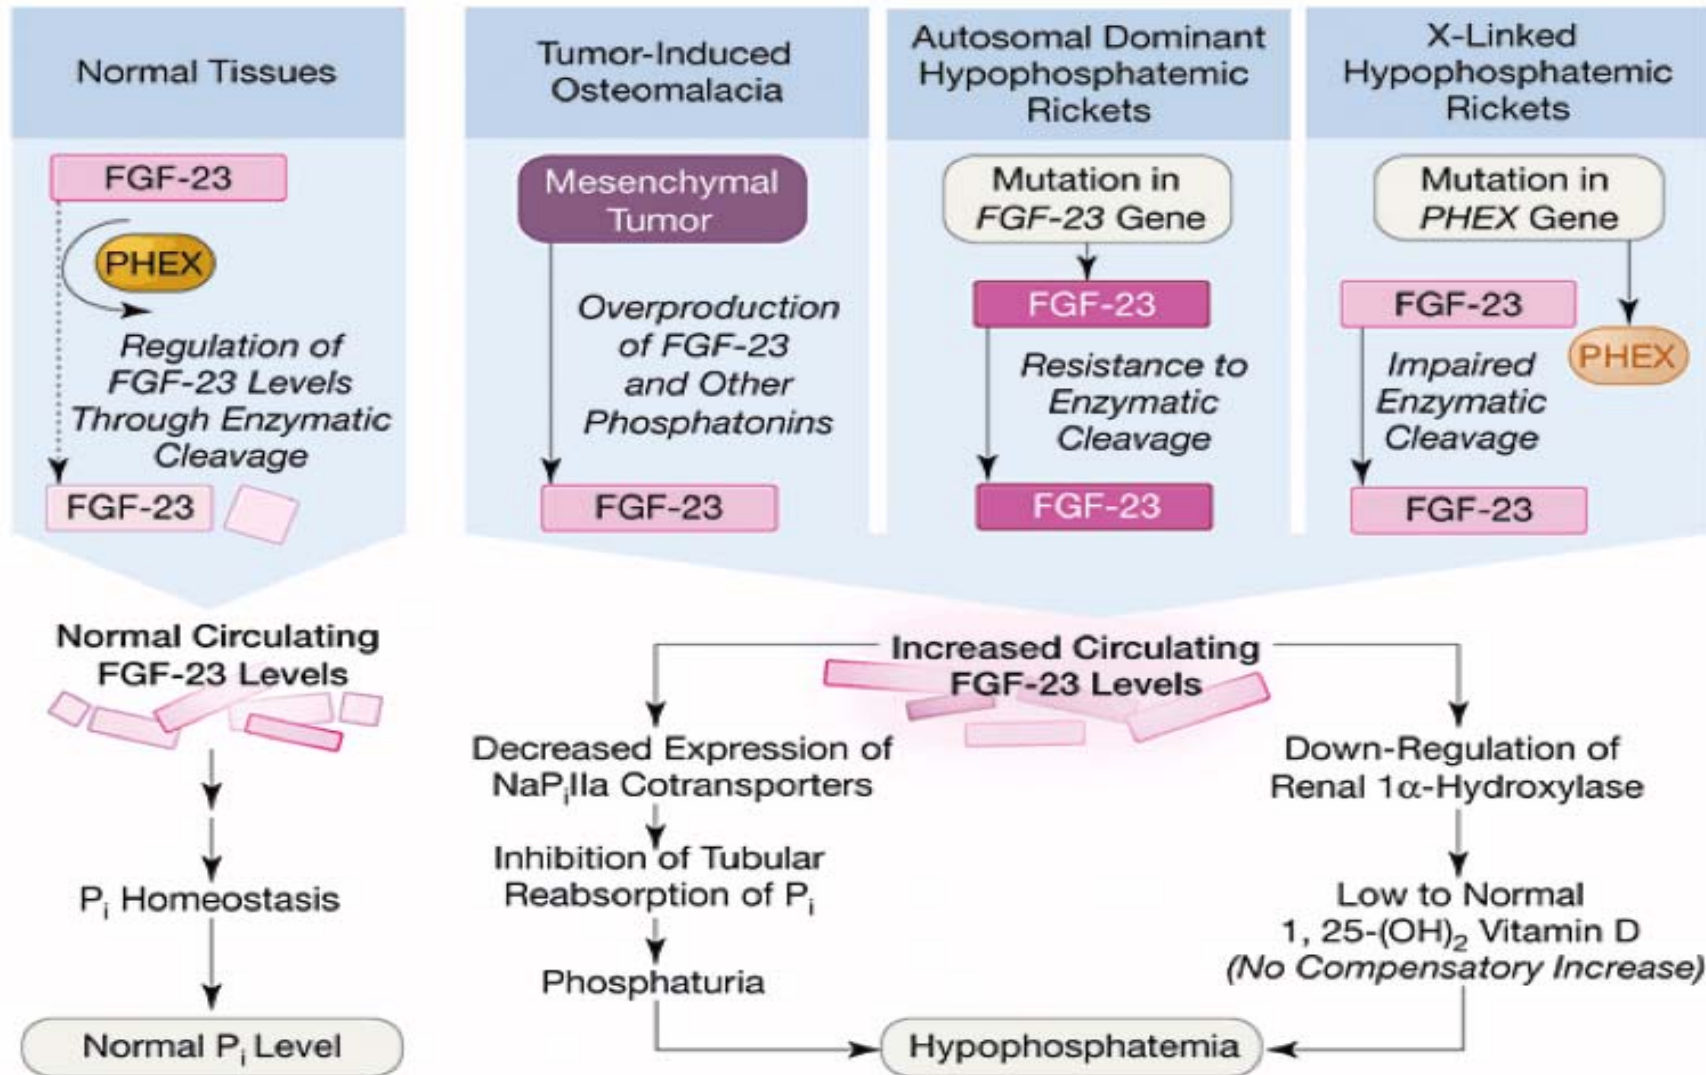 Normal Tissues
FGF-23
PHEX
Regulation of
FGF-23 Levels
Through Enzymatic
Cleavage
FGF-23
Normal Circulating
FGF-23 Levels
Pi Homeostasis
Normal Pi Level
Tumor-Induced
Osteomalacia
Mesenchymal
Tumor
Overproduction
of FGF-23
and Other
Phosphatonins
FGF-23
Autosomal Dominant
Hypophosphatemic
Rickets
Mutation in
FGF-23 Gene
FGF-23
Resistance to
Enzymatic
Cleavage
FGF-23
X-Linked
Hypophosphatemic
Rickets
Mutation in
PHEX Gene
FGF-23
PHEX
Impaired
Enzymatic
Cleavage
FGF-23
Increased Circulating
FGF-23 Levels
Decreased Expression of
NaPiIIa Cotransporters
Inhibition of Tubular
Reabsorption of Pi
Phosphaturia
Down-Regulation of
Renal 1α-Hydroxylase
Low to Normal
1, 25-(OH)2 Vitamin D
(No Compensatory Increase)
Hypophosphatemia